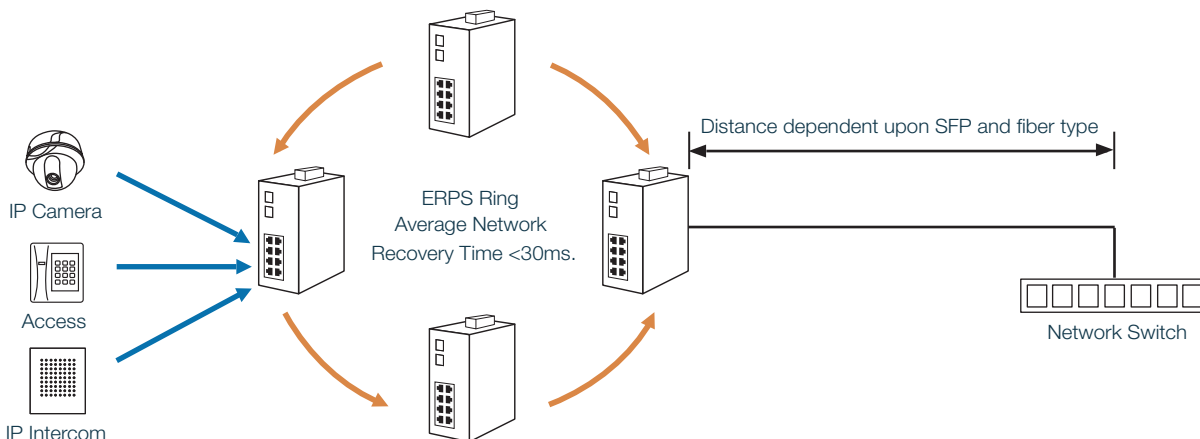 Distance dependent upon SFP and fiber type
IP Camera
ERPS Ring
Average Network
Recovery Time <30ms.
Access
Network Switch
IP Intercom